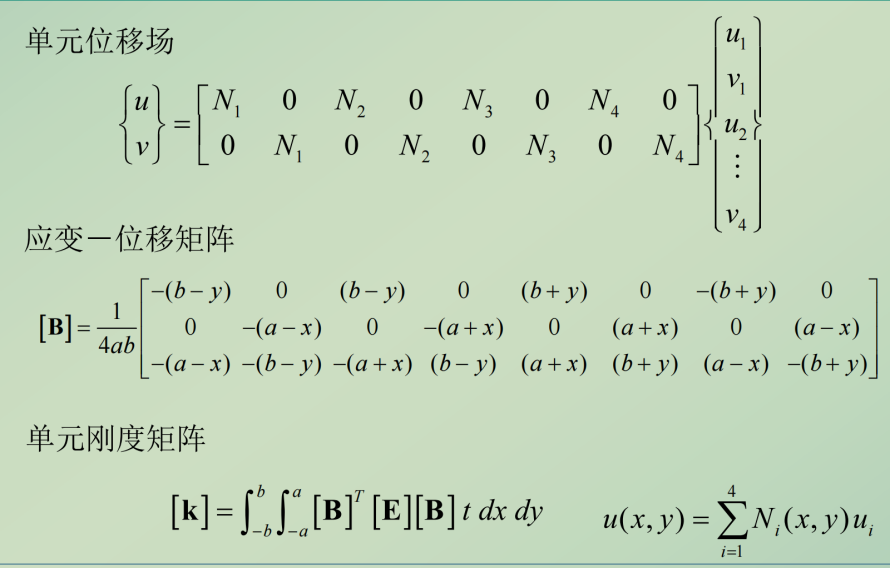 单元位移场
$$\begin{Bmatrix} u \\ v \end{Bmatrix} = \begin{bmatrix} N_1 & 0 & N_2 & 0 & N_3 & 0 & N_4 & 0 \\ 0 & N_1 & 0 & N_2 & 0 & N_3 & 0 & N_4 \end{bmatrix} \begin{Bmatrix} u_1 \\ v_1 \\ u_2 \\ \vdots \\ v_4 \end{Bmatrix}$$
应变－位移矩阵
$$[\mathbf{B}] = \frac{1}{4ab} \begin{bmatrix} -(b-y) & 0 & (b-y) & 0 & (b+y) & 0 & -(b+y) & 0 \\ 0 & -(a-x) & 0 & -(a+x) & 0 & (a+x) & 0 & (a-x) \\ -(a-x) & -(b-y) & -(a+x) & (b-y) & (a+x) & (b+y) & (a-x) & -(b+y) \end{bmatrix}$$
单元刚度矩阵
$$[\mathbf{k}] = \int_{-b}^{b} \int_{-a}^{a} [\mathbf{B}]^T [\mathbf{E}][\mathbf{B}] \, t \, dx \, dy \quad u(x, y) = \sum_{i=1}^{4} N_i(x, y) u_i$$